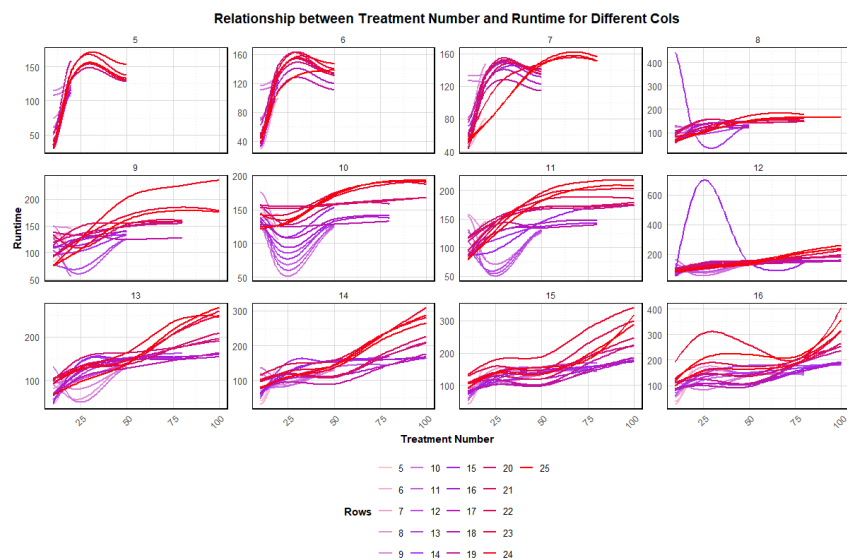 Relationship between Treatment Number and Runtime for Different Cols
5 6 7 8
150 100 50
160 120 80 40
160 120 80 44
400 300 200 100
9 10 11 12
200 150 100 50
200 150 100 50
200 150 100 50
600 400 200
13 14 15 16
200 100
300 200 100
300 200 100
400 300 200 100
25 50 75 100
25 50 75 100
25 50 75 100
25 50 75 100
Runtime
Treatment Number
Rows
5 10 15 20 25
6 11 16 21
7 12 17 22
8 13 18 23
9 14 19 24